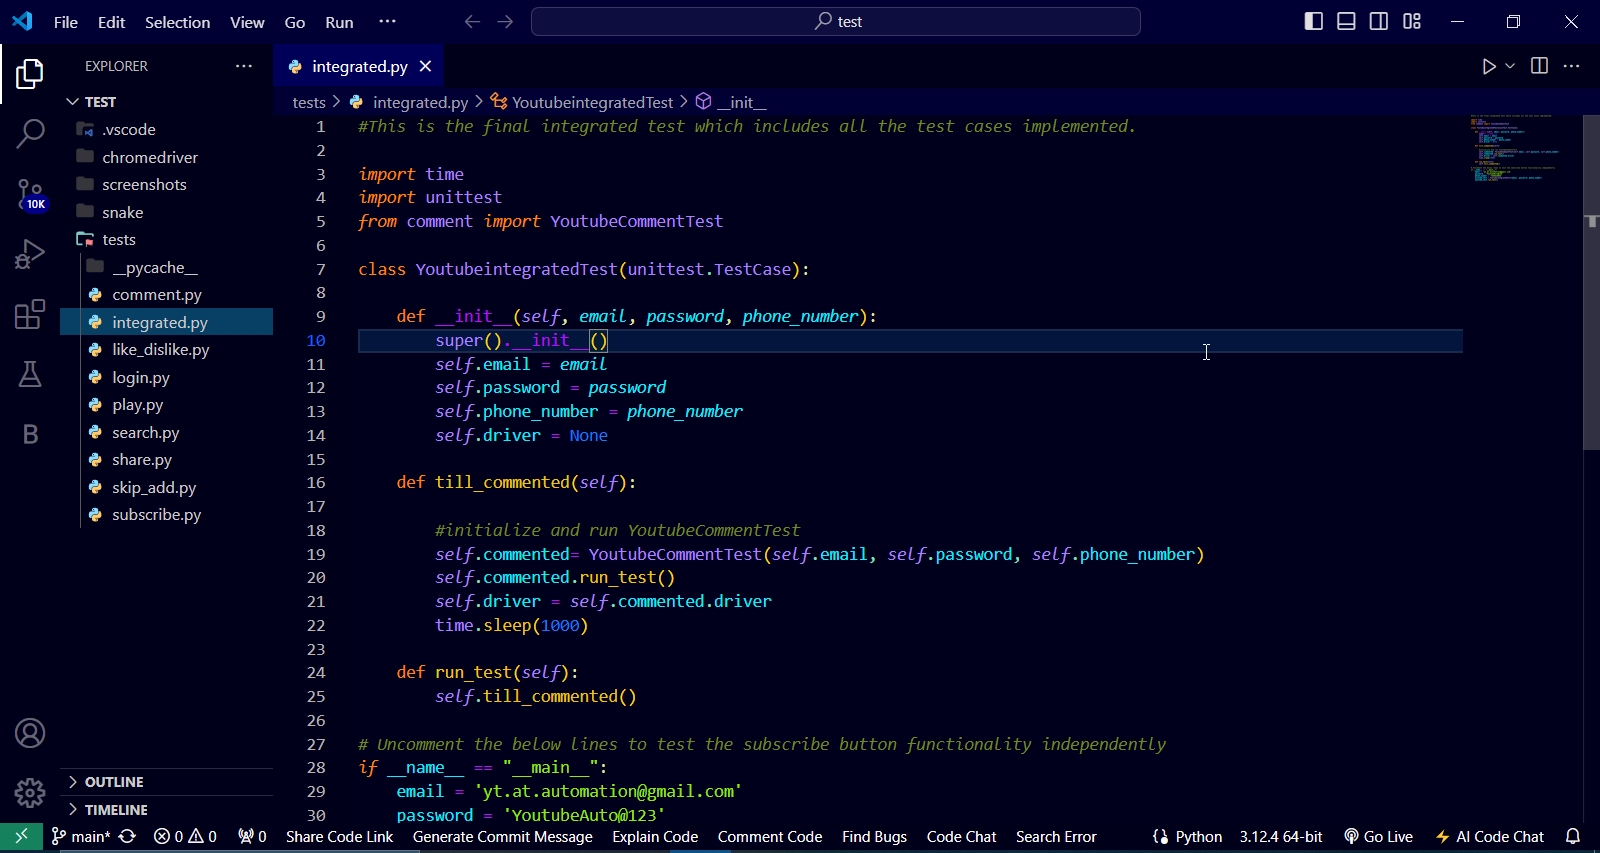 File Edit Selection View Go Run ··· test
EXPLORER ···
integrated.py
TEST
.vscode
chromedriver
screenshots
snake
tests
__pycache__
comment.py
integrated.py
like_dislike.py
login.py
play.py
search.py
share.py
skip_add.py
subscribe.py
10K
B
OUTLINE
TIMELINE
tests > integrated.py > YoutubeintegratedTest > __init__
1 #This is the final integrated test which includes all the test cases implemented.
2
3 import time
4 import unittest
5 from comment import YoutubeCommentTest
6
7 class YoutubeintegratedTest(unittest.TestCase):
8
9 def __init__(self, email, password, phone_number):
10 super().__init__()
11 self.email = email
12 self.password = password
13 self.phone_number = phone_number
14 self.driver = None
15
16 def till_commented(self):
17
18 #initialize and run YoutubeCommentTest
19 self.commented= YoutubeCommentTest(self.email, self.password, self.phone_number)
20 self.commented.run_test()
21 self.driver = self.commented.driver
22 time.sleep(1000)
23
24 def run_test(self):
25 self.till_commented()
26
27 # Uncomment the below lines to test the subscribe button functionality independently
28 if __name__ == "__main__":
29 email = 'yt.at.automation@gmail.com'
30 password = 'YoutubeAuto@123'
main* 0 0 0 Share Code Link Generate Commit Message Explain Code Comment Code Find Bugs Code Chat Search Error Python 3.12.4 64-bit Go Live AI Code Chat